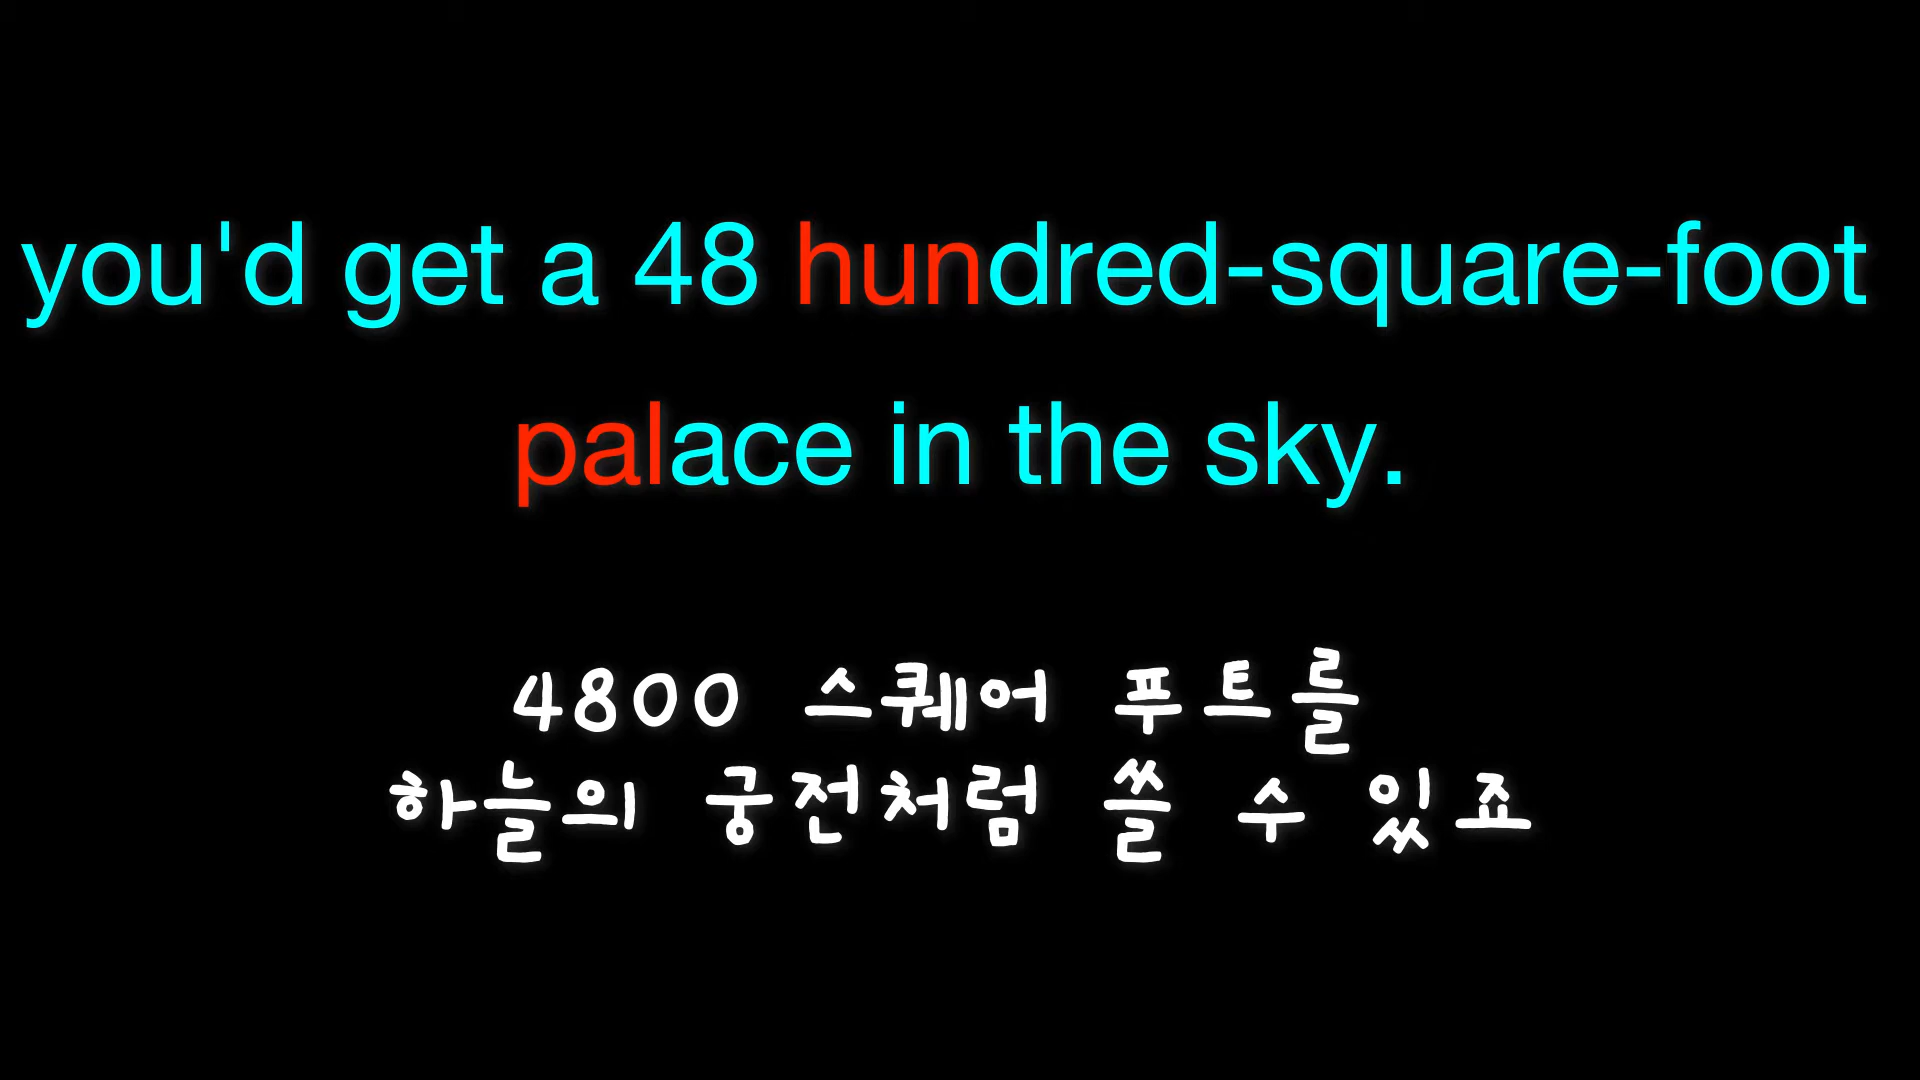 you'd get a 48 hundred-square-foot
palace in the sky.
4800 스퀘어 푸트를
하늘의 궁전처럼 쓸 수 있죠